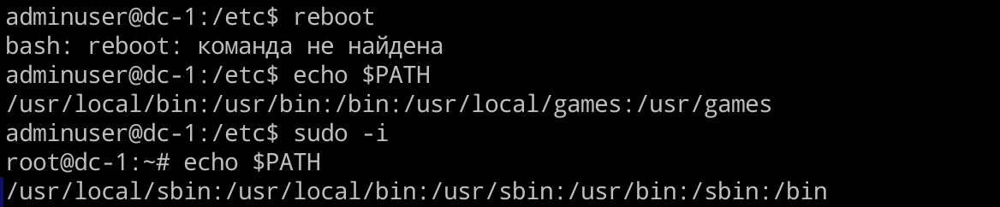 adminuser@dc-1:/etc$ reboot
bash: reboot: команда не найдена
adminuser@dc-1:/etc$ echo $PATH
/usr/local/bin:/usr/bin:/bin:/usr/local/games:/usr/games
adminuser@dc-1:/etc$ sudo -i
root@dc-1:~# echo $PATH
/usr/local/sbin:/usr/local/bin:/usr/sbin:/usr/bin:/sbin:/bin